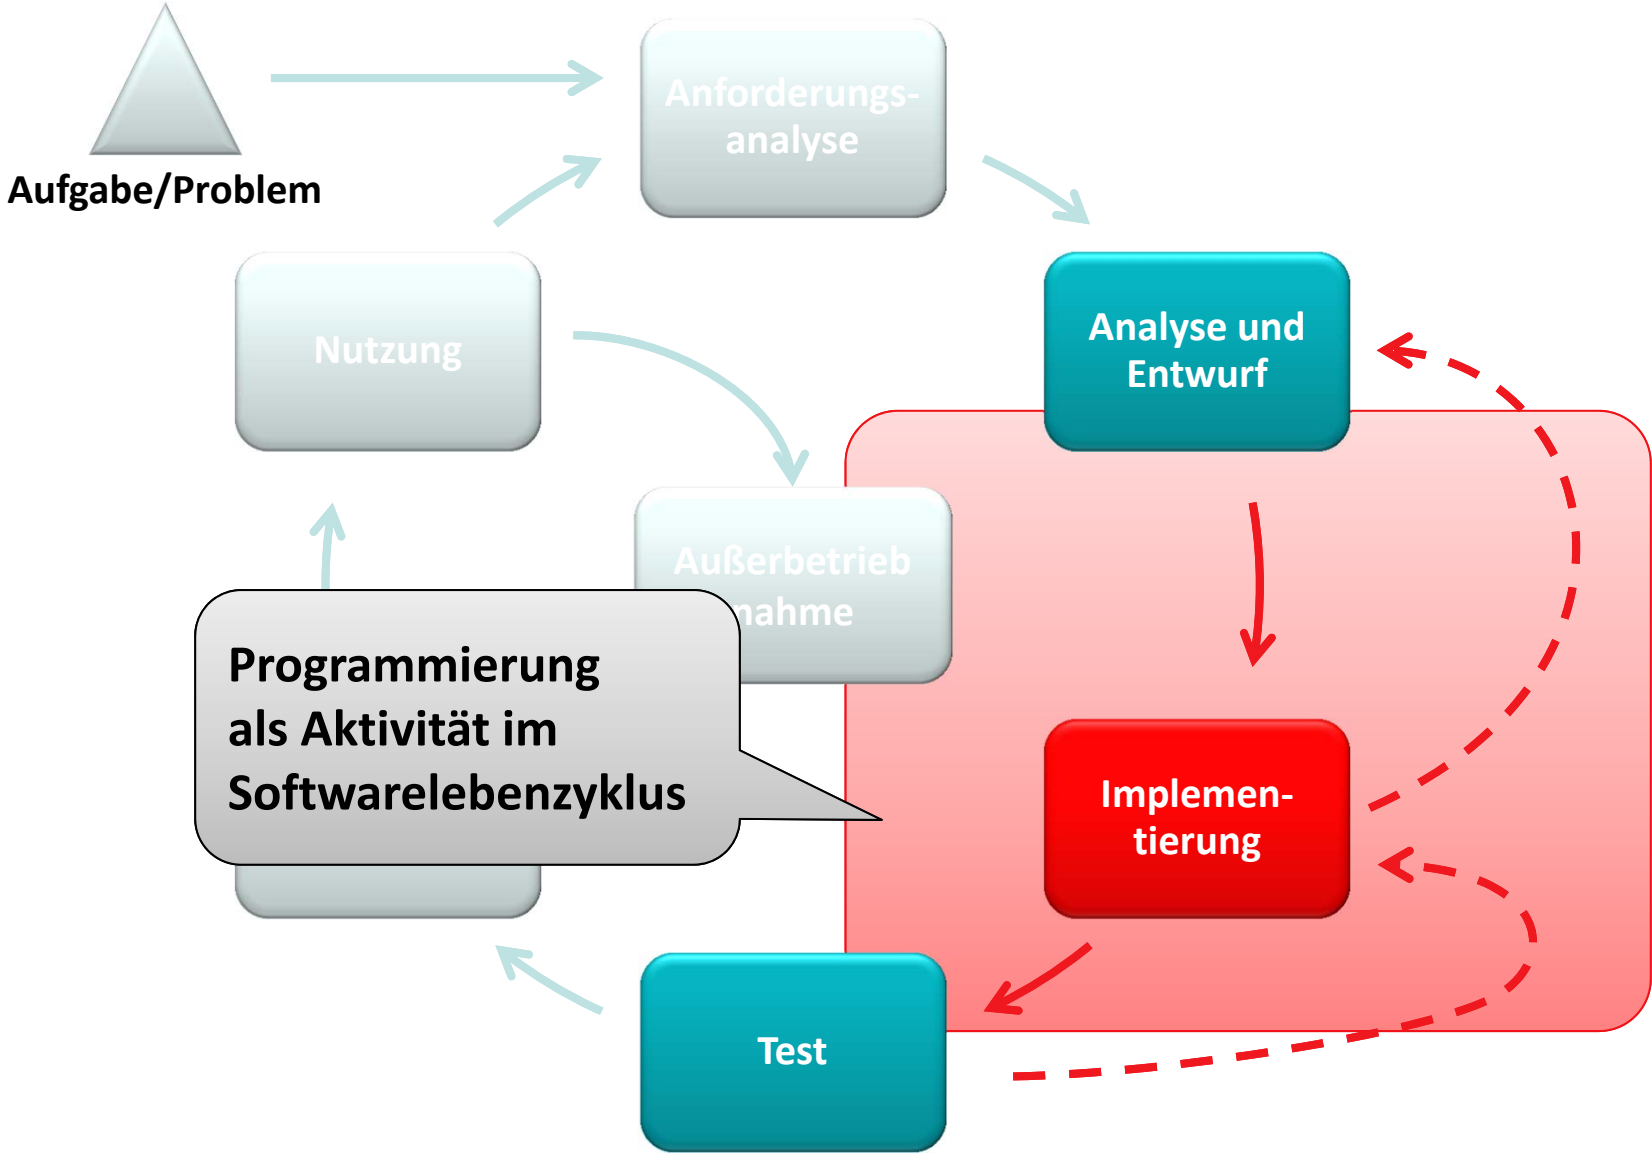 Anforderungs-
analyse
Aufgabe/Problem
Nutzung
Analyse und
Entwurf
Außerbetrieb
nahme
Programmierung
als Aktivität im
Softwarelebenzyklus
Implemen-
tierung
Test